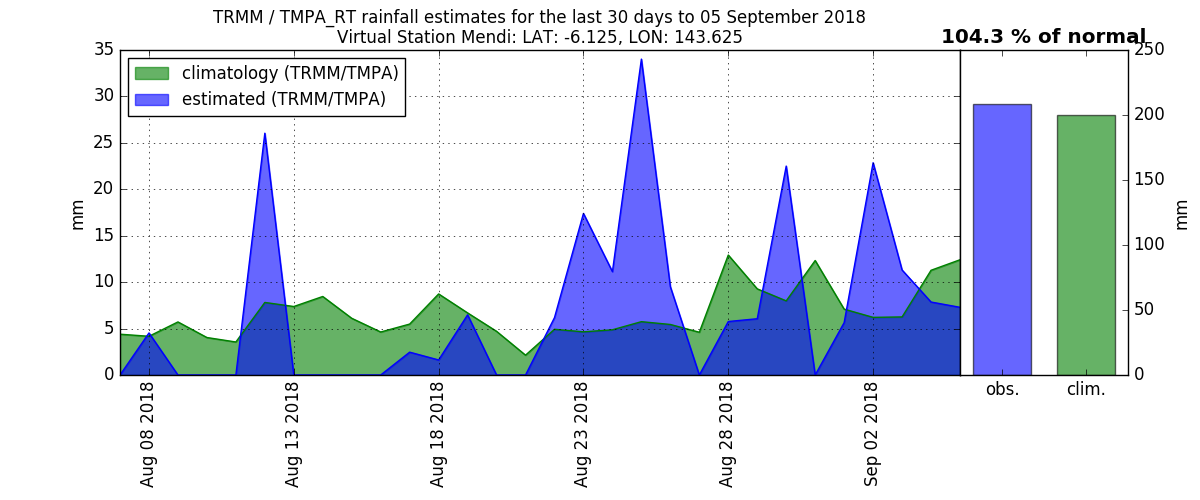 TRMM / TMPA_RT rainfall estimates for the last 30 days to 05 September 2018
Virtual Station Mendi: LAT: -6.125, LON: 143.625
104.3 % of normal
climatology (TRMM/TMPA)
estimated (TRMM/TMPA)
35
30
25
20
15
10
5
0
mm
Aug 08 2018
Aug 13 2018
Aug 18 2018
Aug 23 2018
Aug 28 2018
Sep 02 2018
obs.
clim.
250
200
150
100
50
0
mm